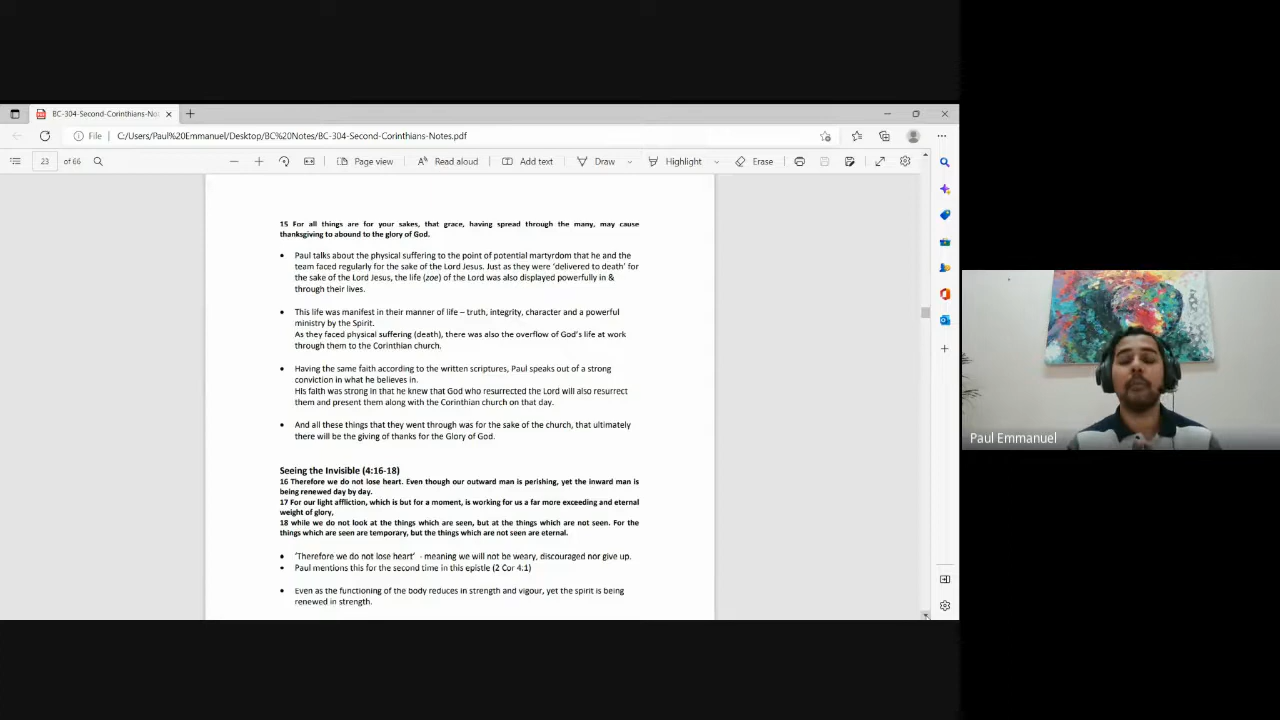 BC-304-Second-Corinthians-Not
File
C:/Users/Paul%20Emmanuel/Desktop/BC%20Notes/BC-304-Second-Corinthians-Notes.pdf
23 of 66
Page view
Read aloud
Add text
Draw
Highlight
Erase
15 For all things are for your sakes, that grace, having spread through the many, may cause
thanksgiving to abound to the glory of God.
• Paul talks about the physical suffering to the point of potential martyrdom that he and the
team faced regularly for the sake of the Lord Jesus. Just as they were 'delivered to death' for
the sake of the Lord Jesus, the life (zoe) of the Lord was also displayed powerfully in &
through their lives.
• This life was manifest in their manner of life – truth, integrity, character and a powerful
ministry by the Spirit.
As they faced physical suffering (death), there was also the overflow of God's life at work
through them to the Corinthian church.
• Having the same faith according to the written scriptures, Paul speaks out of a strong
conviction in what he believes in.
His faith was strong in that he knew that God who resurrected the Lord will also resurrect
them and present them along with the Corinthian church on that day.
• And all these things that they went through was for the sake of the church, that ultimately
there will be the giving of thanks for the Glory of God.
Seeing the Invisible (4:16-18)
16 Therefore we do not lose heart. Even though our outward man is perishing, yet the inward man is
being renewed day by day.
17 For our light affliction, which is but for a moment, is working for us a far more exceeding and eternal
weight of glory,
18 while we do not look at the things which are seen, but at the things which are not seen. For the
things which are seen are temporary, but the things which are not seen are eternal.
• 'Therefore we do not lose heart' - meaning we will not be weary, discouraged nor give up.
• Paul mentions this for the second time in this epistle (2 Cor 4:1)
• Even as the functioning of the body reduces in strength and vigour, yet the spirit is being
renewed in strength.
Paul Emmanuel